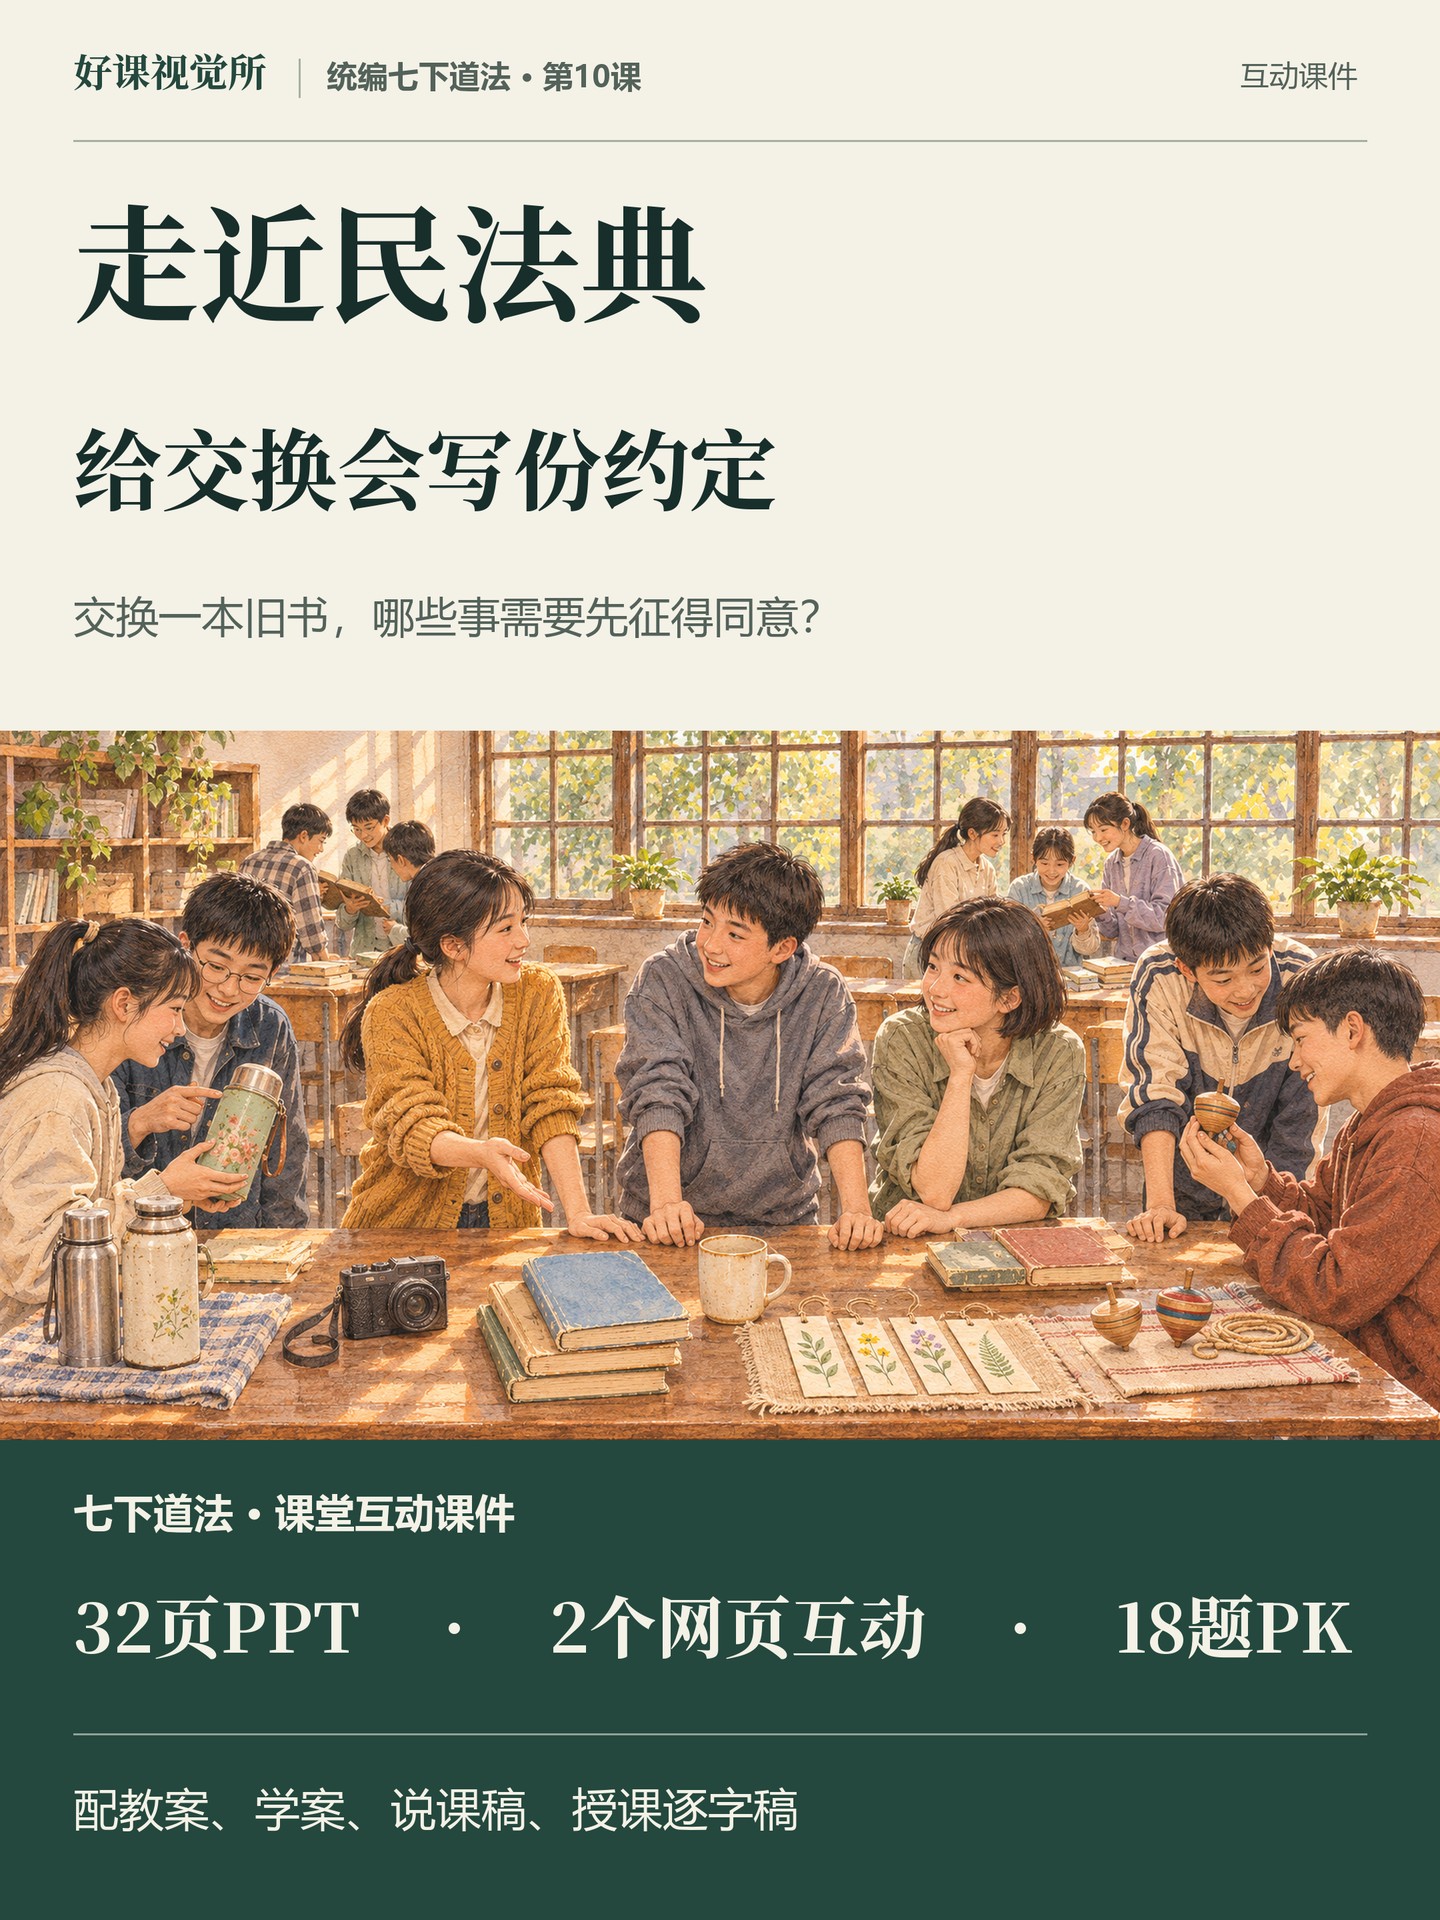 好课视觉所 | 统编七下道法·第10课 互动课件
走近民法典
给交换会写份约定
交换一本旧书，哪些事需要先征得同意？
七下道法·课堂互动课件
32页PPT · 2个网页互动 · 18题PK
配教案、学案、说课稿、授课逐字稿